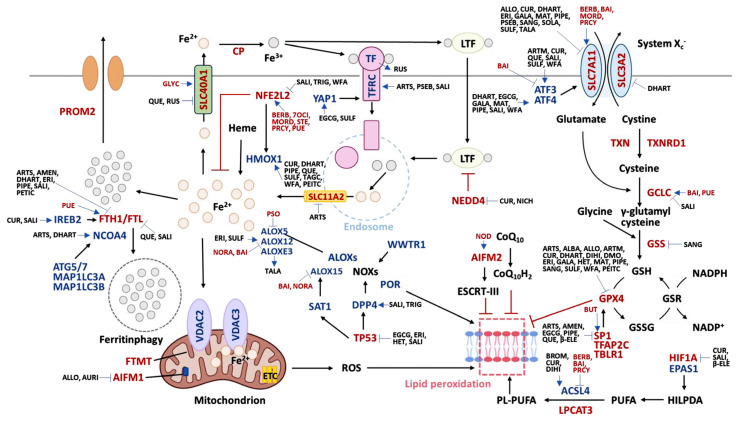 ALLO, CUR, DHART,
ERI, GALA, MAT, PIPE,
PSEB, SANG, SOLA,
SULF, TALA
BERB, BAI,
MORD,
PRCY
System Xc-
Fe2+
CP
Fe3+
TF
RUS
LTF
ARTM, CUR,
QUE, SALI,
SULF, WFA
BAI
SLC7A11
SLC3A2
DHART
PROM2
GLYC
QUE, RUS
SLC40A1
SALI, TRIG, WFA
NFE2L2
YAP1
TFRC
ARTS, PSEB, SALI
EGCG, SULF
BERB, 7OCI,
MORD, STE,
PRCY, PUE
DHART, EGCG,
GALA, MAT,
PIPE, SALI, WFA
ATF3
ATF4
Glutamate
Cystine
TXN
TXNRD1
Heme
HMOX1
CUR, DHART,
PIPE, QUE,
SULF, TAGC,
WFA, PEITC
LTF
Cysteine
ARTS, AMEN,
DHART, ERI,
PIPE, SALI,
PETIC
PUE
Fe2+
SLC11A2
ARTS
Endosome
NEDD4
CUR, NICH
GCLC
BAI, PUE
SALI
CUR, SALI
IREB2
FTH1/FTL
ARTS, DHART
NCOA4
QUE, SALI
Glycine
γ-glutamyl
cysteine
GSS
SANG
PSO
ERI, SULF
ALOX5
ALOX12
ALOXE3
NORA, BAI
TALA
ALOXs
WWTR1
NOD
CoQ10
AIFM2
CoQ10H2
ATG5/7
MAP1LC3A
MAP1LC3B
ALOX15
BAI, NORA
NOXs
POR
ESCRT-III
ARTS, ALBA, ALLO, ARTM,
CUR, DHART, DIHI, DMO,
ERI, GALA, HET, MAT, PIPE,
SANG, SULF, WFA, PEITC
GSH
NADPH
GPX4
GSR
BUT
GSSG
NADP+
Ferritinphagy
VDAC2
VDAC3
SAT1
DPP4
SALI, TRIG
TP53
EGCG, ERI,
HET, SALI
ARTS, AMEN,
EGCG, PIPE,
QUE, β-ELE
SP1
TFAP2C
TBLR1
FTMT
Fe2+
ALLO, AURI
AIFM1
ETC
Mitochondrion
ROS
Lipid peroxidation
BROM,
CUR,
DIHI
BERB,
BAI,
PRCY
ACSL4
HIF1A
EPAS1
CUR,
SALI,
β-ELE
PL-PUFA
LPCAT3
PUFA
HILPDA